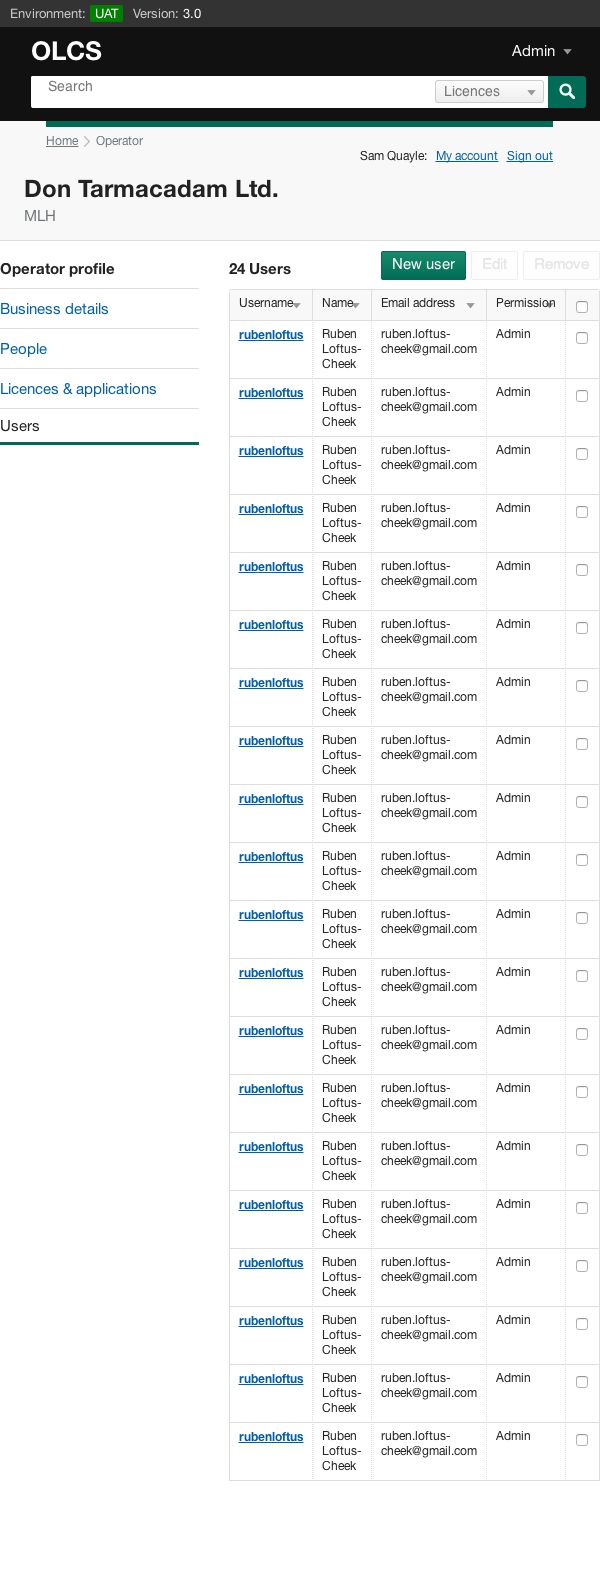 Environment: UAT Version: 3.0
OLCS
Admin
Search
Licences
Home Operator
Sam Quayle: My account Sign out
Don Tarmacadam Ltd.
MLH
Operator profile
Business details
People
Licences & applications
Users
24 Users
New user Edit Remove
Username Name Email address Permission
rubenloftus Ruben ruben.loftus- Admin
Loftus- cheek@gmail.com
Cheek
rubenloftus Ruben ruben.loftus- Admin
Loftus- cheek@gmail.com
Cheek
rubenloftus Ruben ruben.loftus- Admin
Loftus- cheek@gmail.com
Cheek
rubenloftus Ruben ruben.loftus- Admin
Loftus- cheek@gmail.com
Cheek
rubenloftus Ruben ruben.loftus- Admin
Loftus- cheek@gmail.com
Cheek
rubenloftus Ruben ruben.loftus- Admin
Loftus- cheek@gmail.com
Cheek
rubenloftus Ruben ruben.loftus- Admin
Loftus- cheek@gmail.com
Cheek
rubenloftus Ruben ruben.loftus- Admin
Loftus- cheek@gmail.com
Cheek
rubenloftus Ruben ruben.loftus- Admin
Loftus- cheek@gmail.com
Cheek
rubenloftus Ruben ruben.loftus- Admin
Loftus- cheek@gmail.com
Cheek
rubenloftus Ruben ruben.loftus- Admin
Loftus- cheek@gmail.com
Cheek
rubenloftus Ruben ruben.loftus- Admin
Loftus- cheek@gmail.com
Cheek
rubenloftus Ruben ruben.loftus- Admin
Loftus- cheek@gmail.com
Cheek
rubenloftus Ruben ruben.loftus- Admin
Loftus- cheek@gmail.com
Cheek
rubenloftus Ruben ruben.loftus- Admin
Loftus- cheek@gmail.com
Cheek
rubenloftus Ruben ruben.loftus- Admin
Loftus- cheek@gmail.com
Cheek
rubenloftus Ruben ruben.loftus- Admin
Loftus- cheek@gmail.com
Cheek
rubenloftus Ruben ruben.loftus- Admin
Loftus- cheek@gmail.com
Cheek
rubenloftus Ruben ruben.loftus- Admin
Loftus- cheek@gmail.com
Cheek
rubenloftus Ruben ruben.loftus- Admin
Loftus- cheek@gmail.com
Cheek